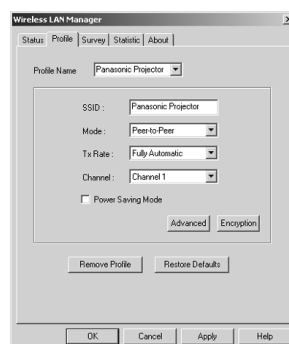 Wireless LAN Manager
Status Profile Survey Statistic About
Profile Name Panasonic Projector
SSID : Panasonic Projector
Mode : Peer-to-Peer
Tx Rate : Fully Automatic
Channel : Channel 1
Power Saving Mode
Advanced Encryption
Remove Profile Restore Defaults
OK Cancel Apply Help